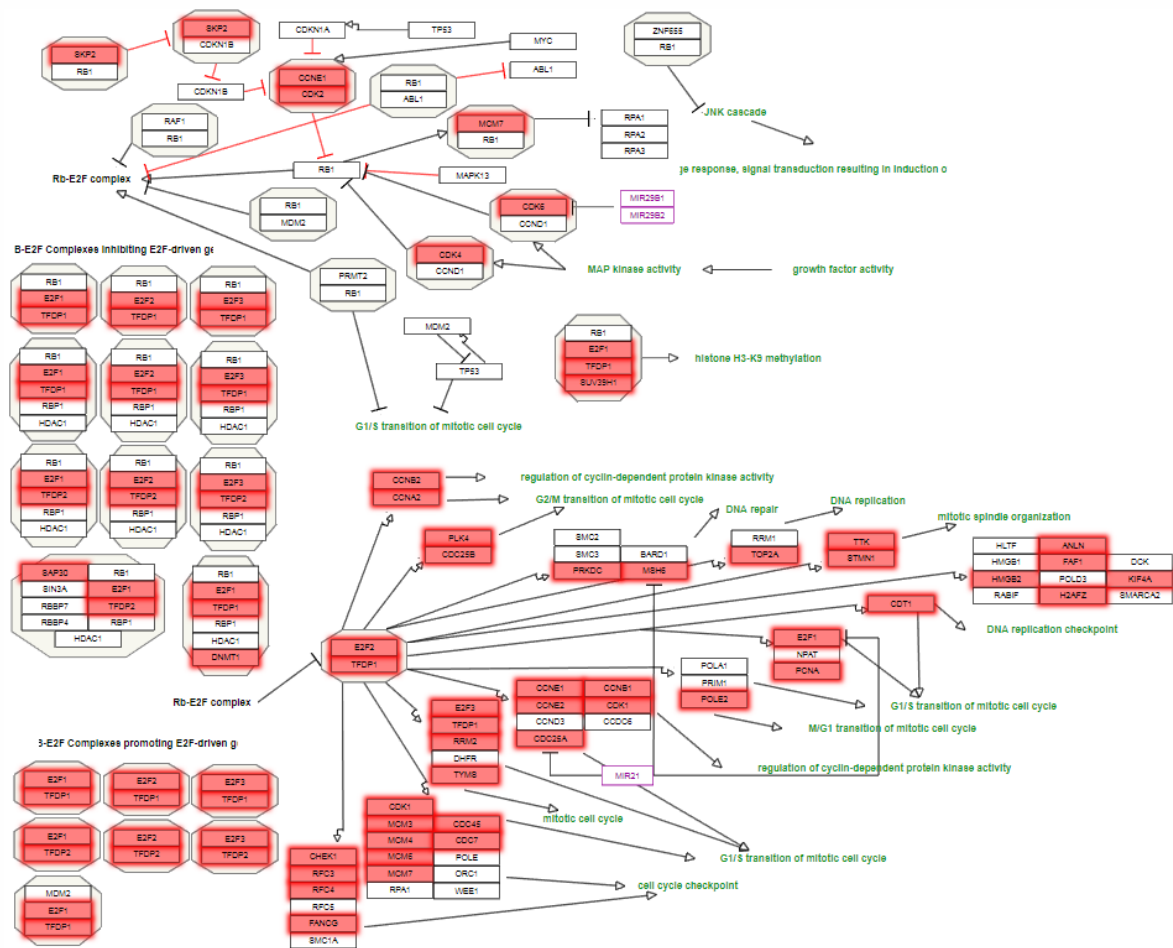 SKP2
RB1
SKP2
CDKN1B
CDKN1A
TP53
MYC
ZNF655
RB1
CDKN1B
CCNE1
CDK2
RB1
ABL1
ABL1
RAF1
RB1
MCM7
RB1
RPA1
RPA2
RPA3
JNK cascade
Rb-E2F complex
RB1
MAPK13
ge response, signal transduction resulting in induction o
RB1
MDM2
CDK6
CCND1
MIR29B1
MIR29B2
B-E2F Complexes inhibiting E2F-driven ge
PRMT2
RB1
CDK4
CCND1
MAP kinase activity
growth factor activity
RB1
E2F1
TFDP1
RB1
E2F2
TFDP1
RB1
E2F3
TFDP1
MDM2
TP53
RB1
E2F1
TFDP1
SUV39H1
histone H3-K9 methylation
RB1
E2F1
TFDP1
RBP1
HDAC1
RB1
E2F2
TFDP1
RBP1
HDAC1
RB1
E2F3
TFDP1
RBP1
HDAC1
G1/S transition of mitotic cell cycle
RB1
E2F1
TFDP2
RBP1
HDAC1
RB1
E2F2
TFDP2
RBP1
HDAC1
RB1
E2F3
TFDP2
RBP1
HDAC1
CCNB2
CCNA2
regulation of cyclin-dependent protein kinase activity
G2/M transition of mitotic cell cycle
PLK4
CDC25B
SMC2
SMC3
PRKDC
BARD1
MSH6
DNA repair
RRM1
TOP2A
DNA replication
TTK
STMN1
mitotic spindle organization
HLTF
HMGB1
HMGB2
RABIF
ANLN
FAF1
POLD3
H2AFZ
DCK
KIF4A
SMARCA2
SAP30
SIN3A
RBBP7
RBBP4
RB1
E2F1
TFDP2
RBP1
HDAC1
RB1
E2F1
TFDP1
RBP1
HDAC1
DNMT1
CDT1
DNA replication checkpoint
E2F2
TFDP1
Rb-E2F complex
E2F1
NPAT
PCNA
POLA1
PRIM1
POLE2
G1/S transition of mitotic cell cycle
M/G1 transition of mitotic cell cycle
CCNE1
CCNE2
CCND3
CDC25A
CCNB1
CDK1
CCDC6
E2F3
TFDP1
RRM2
DHFR
TYMS
MIR21
regulation of cyclin-dependent protein kinase activity
3-E2F Complexes promoting E2F-driven g
E2F1
TFDP1
E2F2
TFDP1
E2F3
TFDP1
E2F1
TFDP2
E2F2
TFDP2
E2F3
TFDP2
MDM2
E2F1
TFDP1
mitotic cell cycle
CDK1
MCM3
MCM4
MCM6
MCM7
RPA1
CDC45
CDC7
POLE
ORC1
WEE1
G1/S transition of mitotic cell cycle
cell cycle checkpoint
CHEK1
RFC3
RFC4
RFC5
FANCG
SMC1A